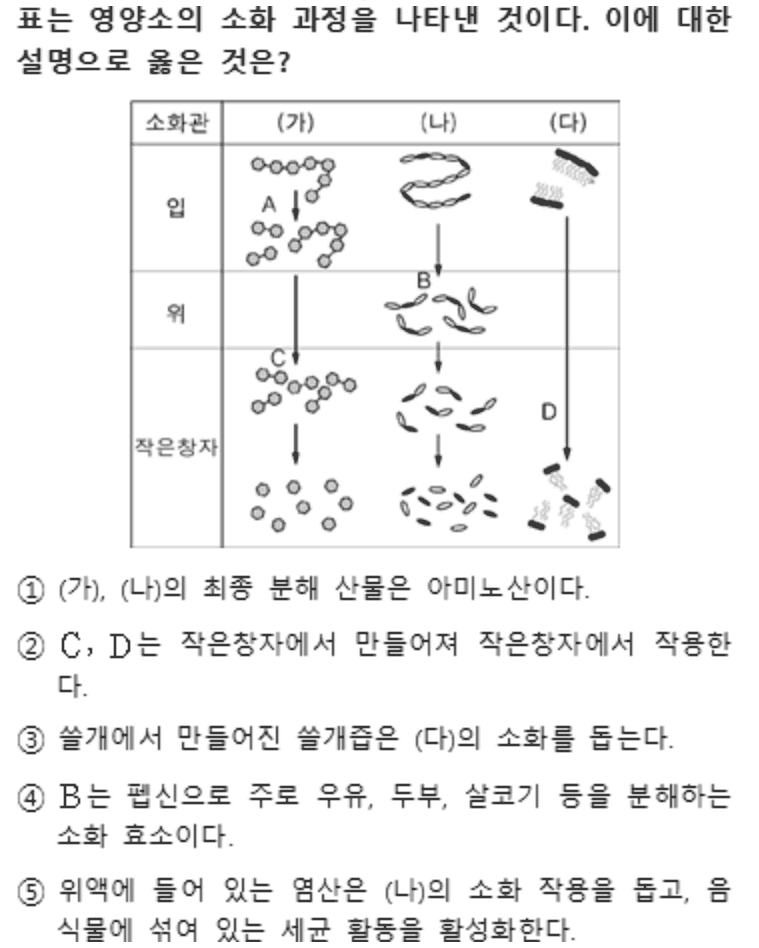 표는 영양소의 소화 과정을 나타낸 것이다. 이에 대한
설명으로 옳은 것은?
소화관 (가) (나) (다)
입
A
B
위
C
D
작은창자
① (가), (나)의 최종 분해 산물은 아미노산이다.
② C, D는 작은창자에서 만들어져 작은창자에서 작용한
다.
③ 쓸개에서 만들어진 쓸개즙은 (다)의 소화를 돕는다.
④ B는 펩신으로 주로 우유, 두부, 살코기 등을 분해하는
소화 효소이다.
⑤ 위액에 들어 있는 염산은 (나)의 소화 작용을 돕고, 음
식물에 섞여 있는 세균 활동을 활성화한다.